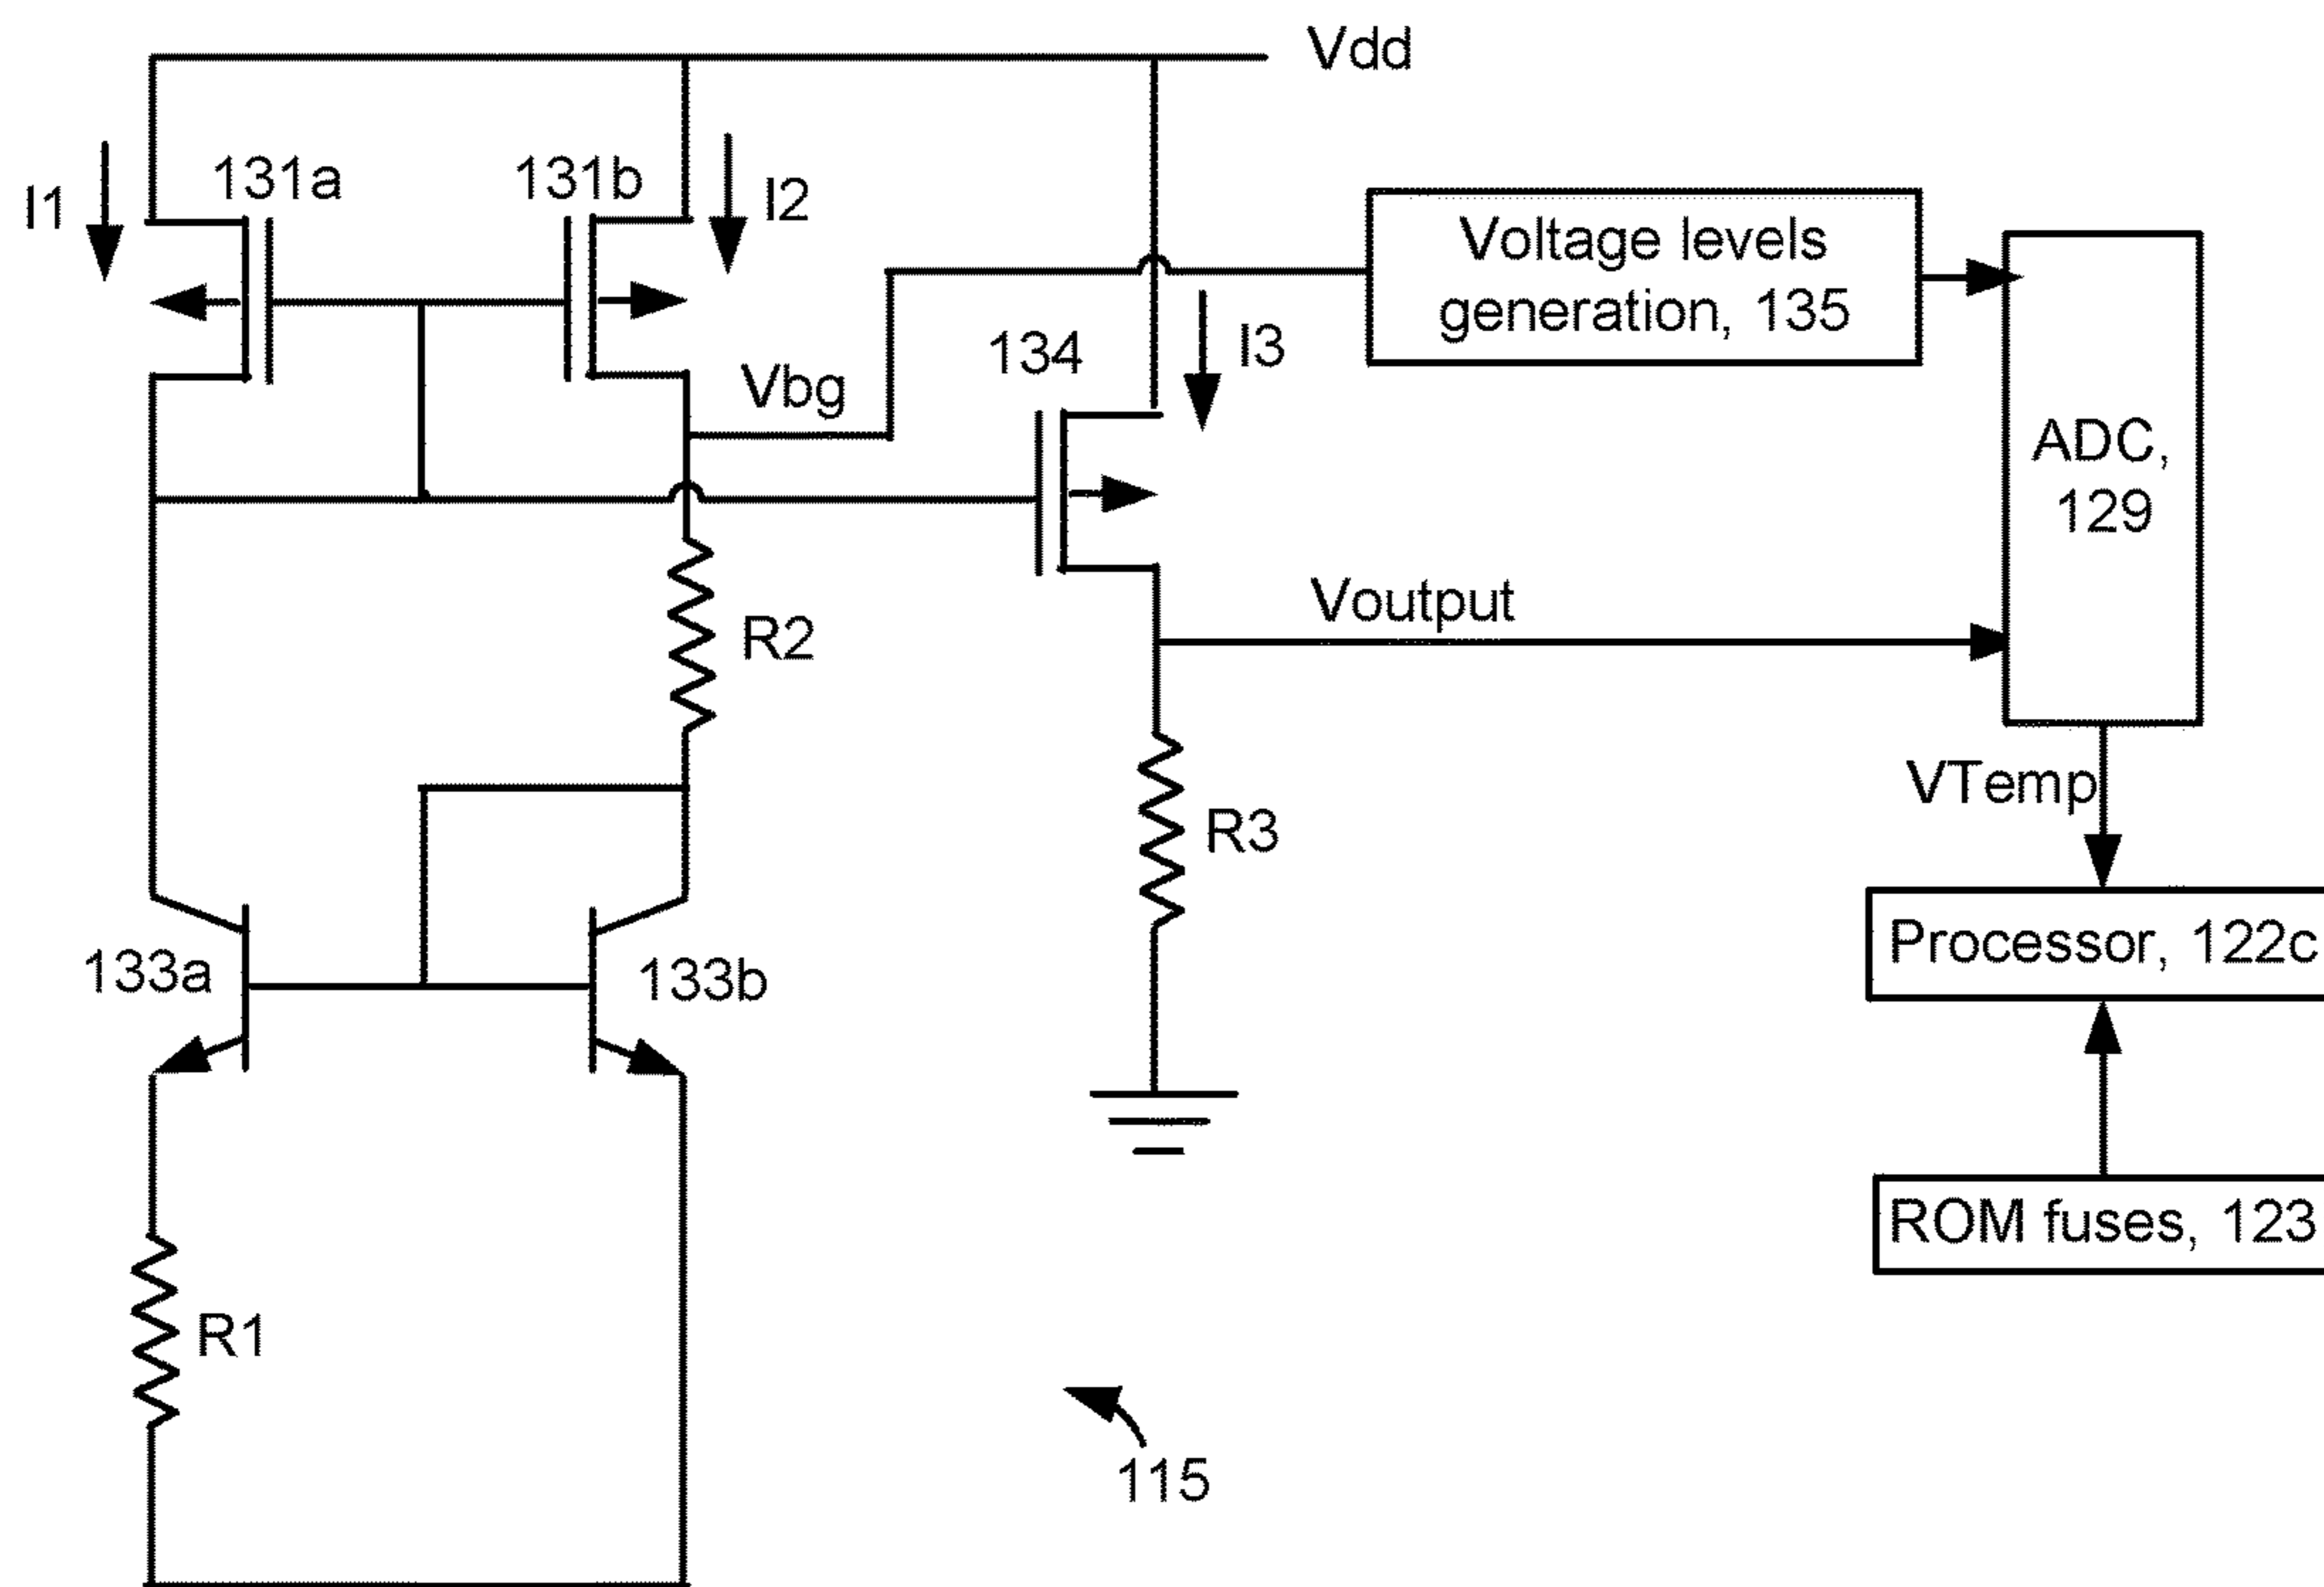 Vdd
I1
131a
131b
I2
Voltage levels
generation, 135
134
I3
Vbg
ADC,
129
Voutput
R2
VTemp
R3
Processor, 122c
133a
133b
ROM fuses, 123
R1
115